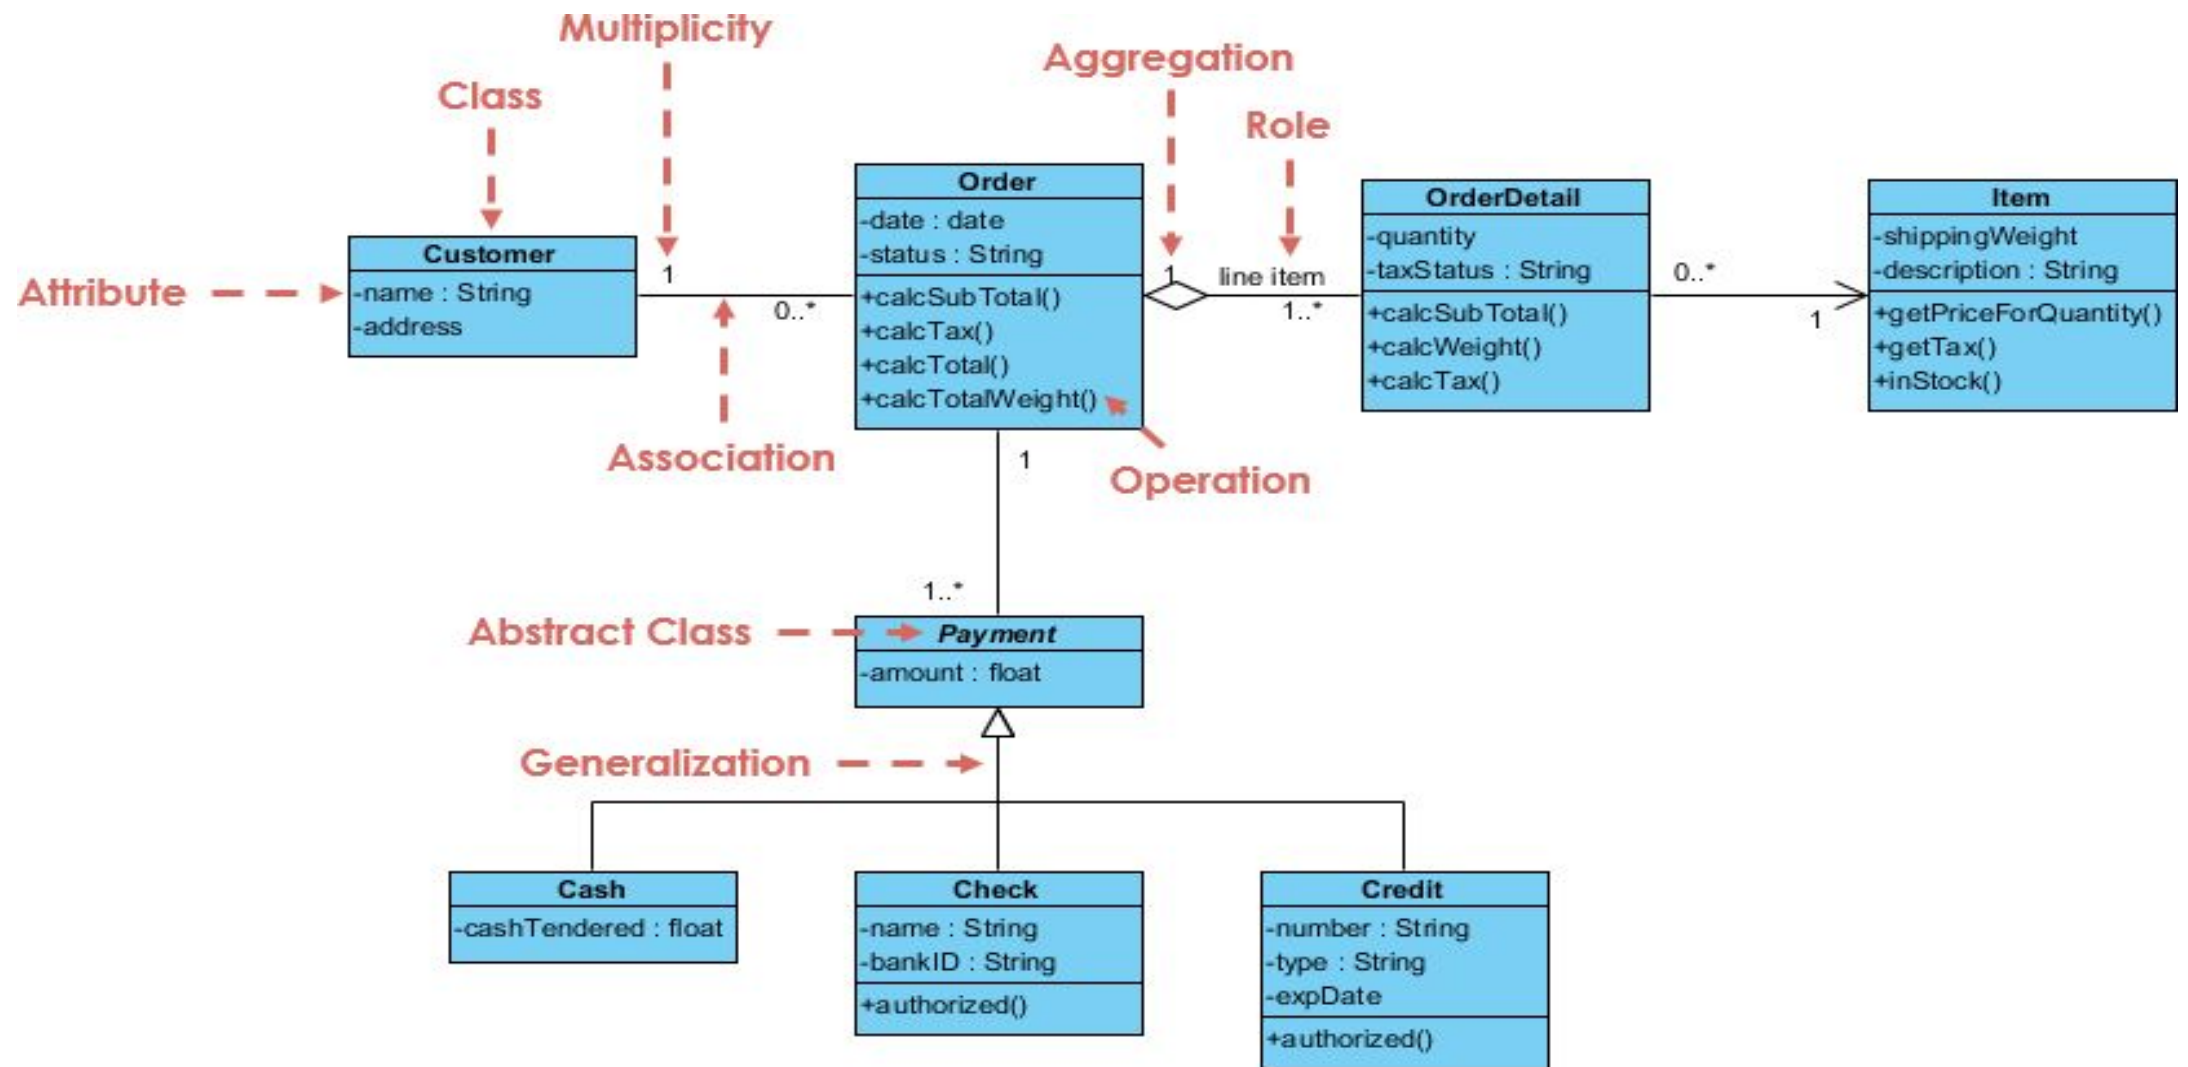 Multiplicity
Aggregation
Class
Role
Order
-date : date
-status : String
+calcSubTotal()
+calcTax()
+calcTotal()
+calcTotalWeight()
OrderDetail
-quantity
-taxStatus : String
+calcSubTotal()
+calcWeight()
+calcTax()
Item
-shippingWeight
-description : String
+getPriceForQuantity()
+getTax()
+inStock()
Customer
-name : String
-address
Attribute
1
0..*
1
line item
1..*
0..*
1
Association
Operation
1
1..*
Abstract Class
Payment
-amount : float
Generalization
Cash
-cashTendered : float
Check
-name : String
-bankID : String
+authorized()
Credit
-number : String
-type : String
-expDate
+authorized()